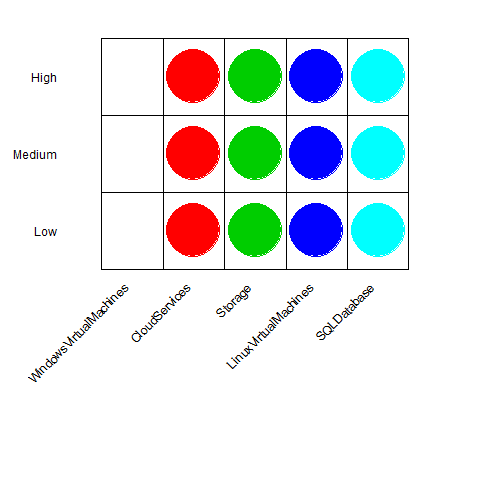 High
Medium
Low
WindowsVirtualMachines
CloudServices
Storage
LinuxVirtualMachines
SQLDatabase